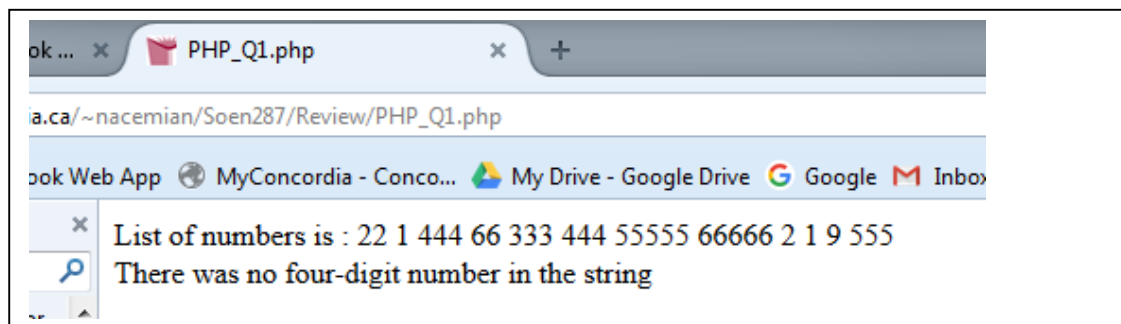 ok ... × PHP_Q1.php × +
ia.ca/~nacemian/Soen287/Review/PHP_Q1.php
ook Web App MyConcordia - Conco... My Drive - Google Drive G Google M Inbox
× List of numbers is : 22 1 444 66 333 444 55555 66666 2 1 9 555
There was no four-digit number in the string